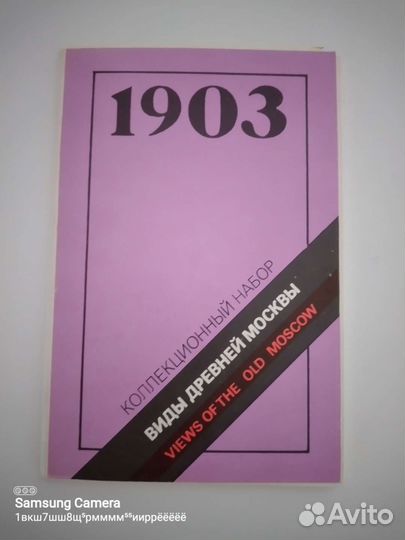 1903
КОЛЛЕКЦИОННЫЙ НАБОР
ВИДЫ ДРЕВНЕЙ МОСКВЫ
VIEWS OF THE OLD MOSCOW
Samsung Camera
Avito